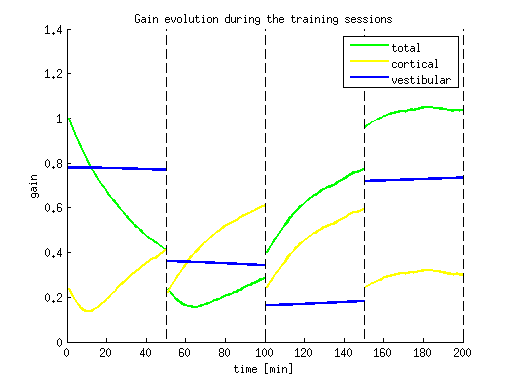 Gain evolution during the training sessions
1.4
1.2
1
0.8
0.6
0.4
0.2
0
gain
total
cortical
vestibular
0 20 40 60 80 100 120 140 160 180 200
time [min]